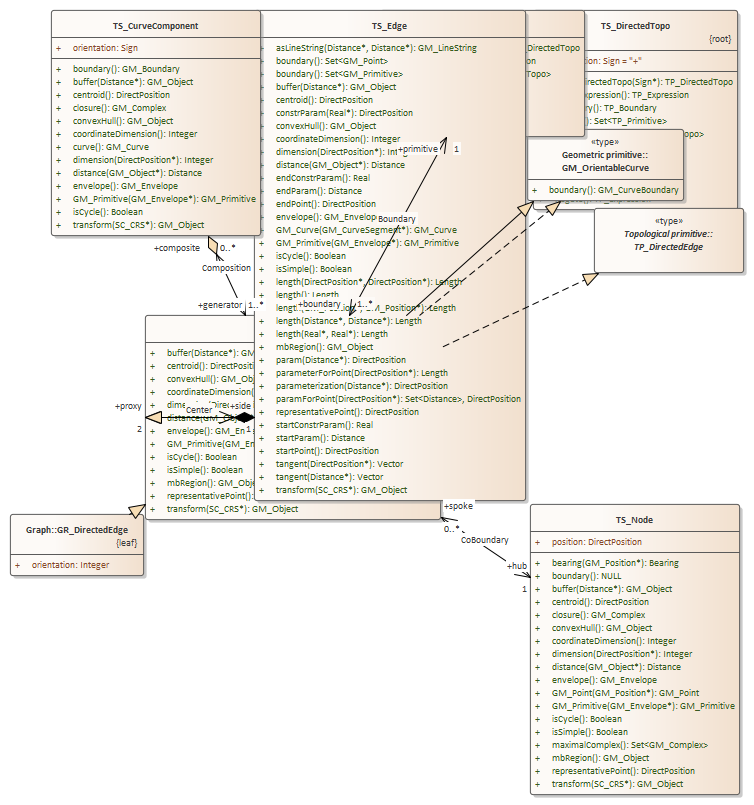 TS_CurveComponent
+ orientation: Sign
+ boundary(): GM_Boundary
+ buffer(Distance*): GM_Object
+ centroid(): DirectPosition
+ closure(): GM_Complex
+ convexHull(): GM_Object
+ coordinateDimension(): Integer
+ curve(): GM_Curve
+ dimension(DirectPosition*): Integer
+ distance(GM_Object*): Distance
+ envelope(): GM_Envelope
+ GM_Primitive(GM_Envelope*): GM_Primitive
+ isCycle(): Boolean
+ transform(SC_CRS*): GM_Object
TS_Edge
+ asLineString(Distance*, Distance*): GM_LineString
+ boundary(): Set<GM_Point>
+ boundary(): Set<GM_Primitive>
+ buffer(Distance*): GM_Object
+ centroid(): DirectPosition
+ constrParam(Real*): DirectPosition
+ convexHull(): GM_Object
+ coordinateDimension(): Integer
+ dimension(DirectPosition*): Int
+ distance(GM_Object*): Distance
+ endConstrParam(): Real
+ endParam(): Distance
+ endPoint(): DirectPosition
+ envelope(): GM_Envelop
+ GM_Curve(GM_CurveSegment*): GM_Curve
+ GM_Primitive(GM_Envelope*): GM_Primitive
+ isCycle(): Boolean
+ isSimple(): Boolean
+ length(DirectPosition*, DirectPosition*): Length
+ length(): Length
_Position*): Length
+ length(Distance*, Distance*): Length
+ length(Real*, Real*): Length
+ mbRegion(): GM_Object
+ param(Distance*): DirectPosition
+ parameterForPoint(DirectPosition*): Length
+ parameterization(Distance*): DirectPosition
+ paramForPoint(DirectPosition*): Set<Distance>, DirectPosition
+ representativePoint(): DirectPosition
+ startConstrParam(): Real
+ startParam(): Distance
+ startPoint(): DirectPosition
+ tangent(DirectPosition*): Vector
+ tangent(Distance*): Vector
+ transform(SC_CRS*): GM_Object
+primitive 1
Boundary
+boundary 1..*
DirectedTopo
on
Topo>
TS_DirectedTopo
{root}
tion: Sign = "+"
irectedTopo(Sign*): TP_DirectedTopo
xpression(): TP_Expression
ry(): TP_Boundary
): Set<TP_Primitive>
opo>
«type»
Geometric primitive::
GM_OrientableCurve
+ boundary(): GM_CurveBoundary
«type»
Topological primitive::
TP_DirectedEdge
+composite 0..*
Composition
+generator 1..*
+ buffer(Distance*): GM
+ centroid(): DirectPositi
+ convexHull(): GM_Obj
+ coordinateDimension(
+ dime
+ distance(GM_Object
+ envelope(): GM_En
+ GM_Primitive(GM_En
+ isCycle(): Boolean
+ isSimple(): Boolean
+ mbRegion(): GM_Obj
+ representativePoint():
+ transform(SC_CRS*): GM_Object
+proxy 2
Center
+side 1
Graph::GR_DirectedEdge
{leaf}
+ orientation: Integer
+spoke
0..*
CoBoundary
+hub
1
TS_Node
+ position: DirectPosition
+ bearing(GM_Position*): Bearing
+ boundary(): NULL
+ buffer(Distance*): GM_Object
+ centroid(): DirectPosition
+ closure(): GM_Complex
+ convexHull(): GM_Object
+ coordinateDimension(): Integer
+ dimension(DirectPosition*): Integer
+ distance(GM_Object*): Distance
+ envelope(): GM_Envelope
+ GM_Point(GM_Position*): GM_Point
+ GM_Primitive(GM_Envelope*): GM_Primitive
+ isCycle(): Boolean
+ isSimple(): Boolean
+ maximalComplex(): Set<GM_Complex>
+ mbRegion(): GM_Object
+ representativePoint(): DirectPosition
+ transform(SC_CRS*): GM_Object